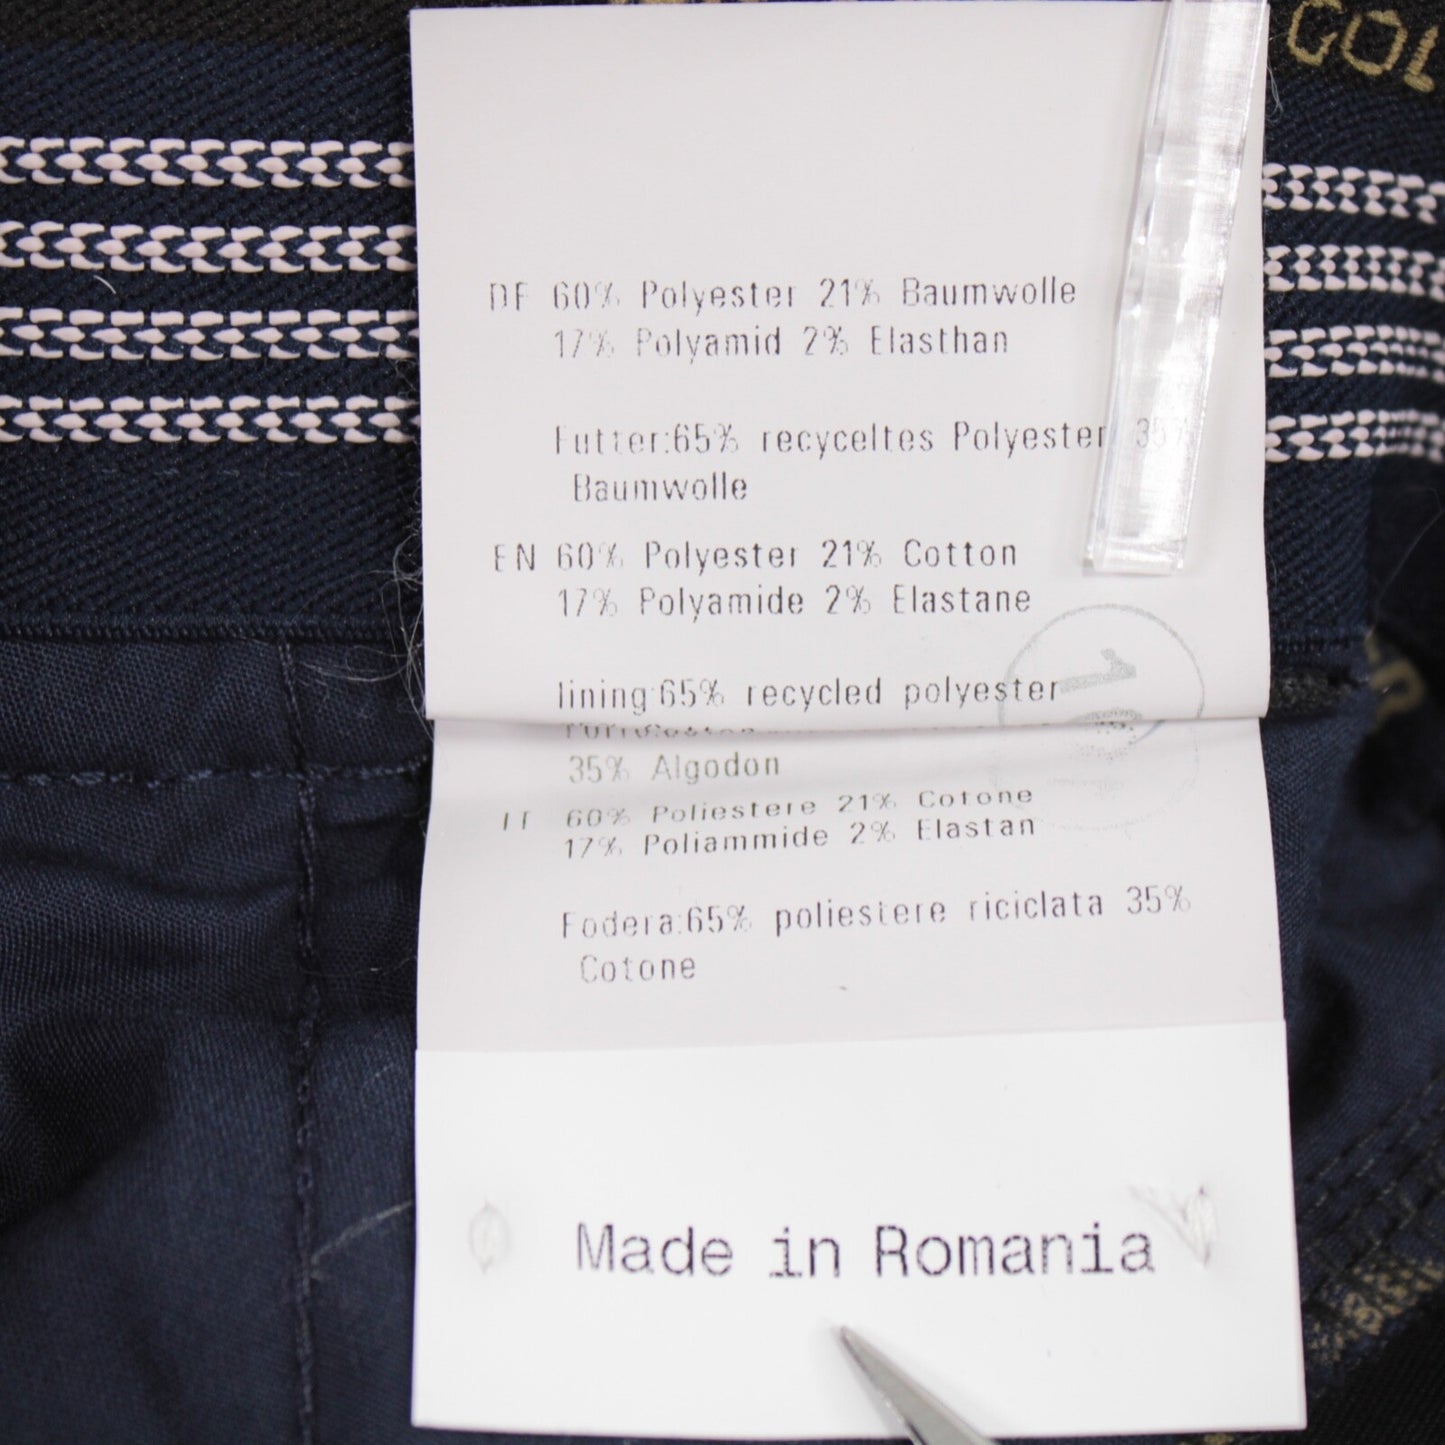 GOL
DE 60% Polyester 21% Baumwolle
17% Polyamid 2% Elasthan
Futter:65% recyceltes Polyester 35%
Baumwolle
EN 60% Polyester 21% Cotton
17% Polyamide 2% Elastane
lining:65% recycled polyester
35% Algodon
IT 60% Poliestere 21% Cotone
17% Poliammide 2% Elastan
Fodera:65% poliestere riciclata 35%
Cotone
Made in Romania